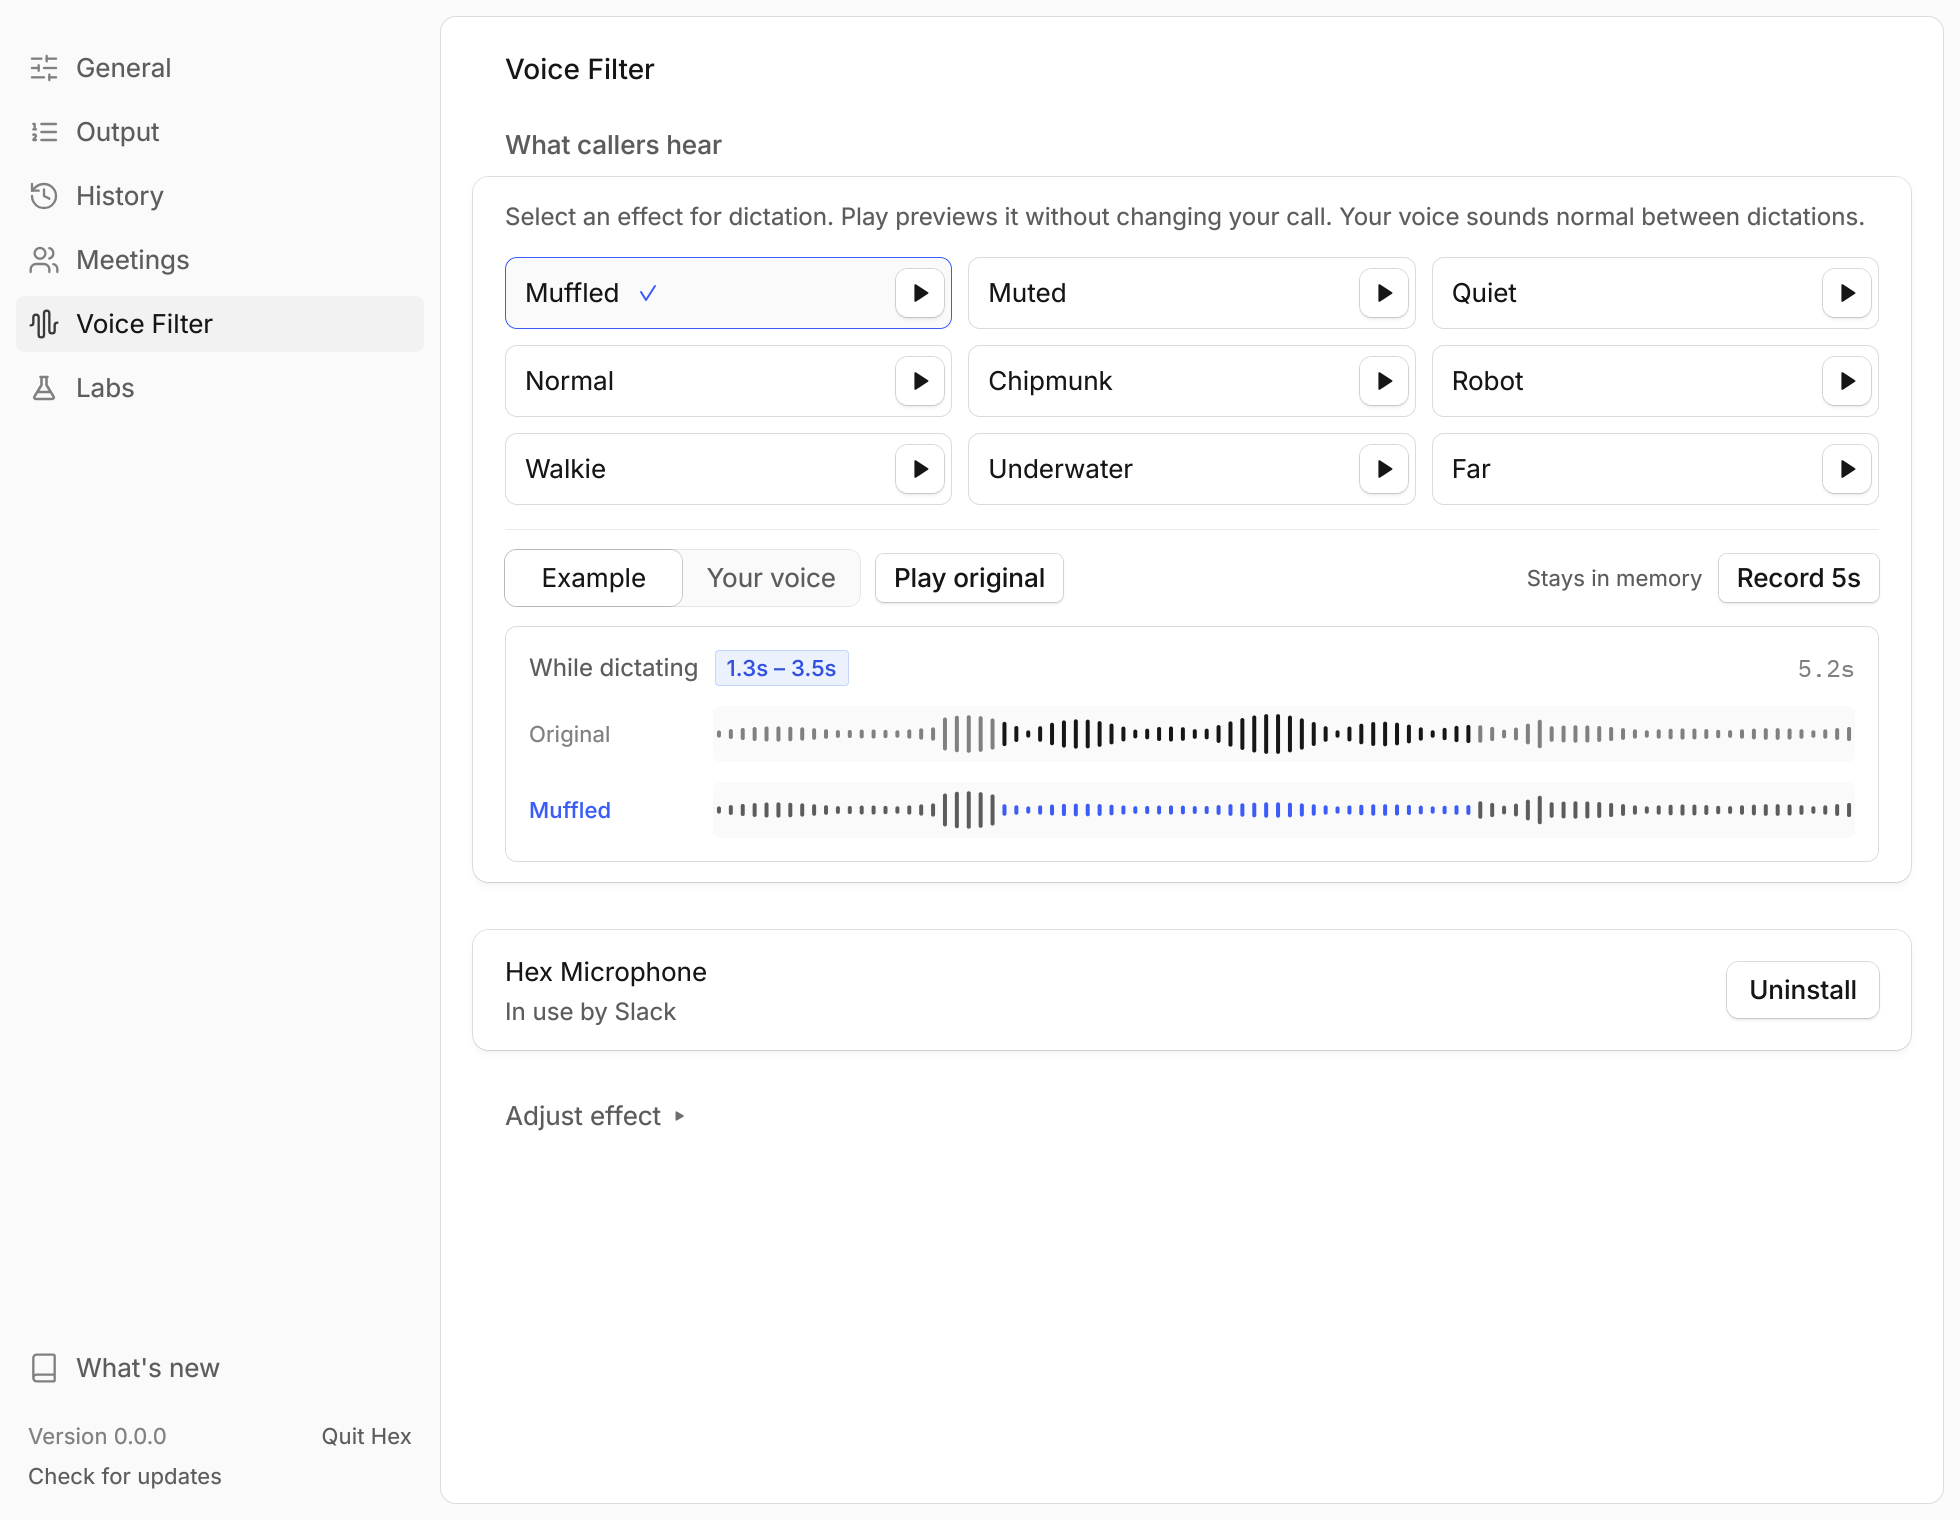 General
Output
History
Meetings
Voice Filter
Labs
What's new
Version 0.0.0
Quit Hex
Check for updates
Voice Filter
What callers hear
Select an effect for dictation. Play previews it without changing your call. Your voice sounds normal between dictations.
Muffled
Muted
Quiet
Normal
Chipmunk
Robot
Walkie
Underwater
Far
Example
Your voice
Play original
Stays in memory
Record 5s
While dictating
1.3s – 3.5s
5.2s
Original
Muffled
Hex Microphone
In use by Slack
Uninstall
Adjust effect